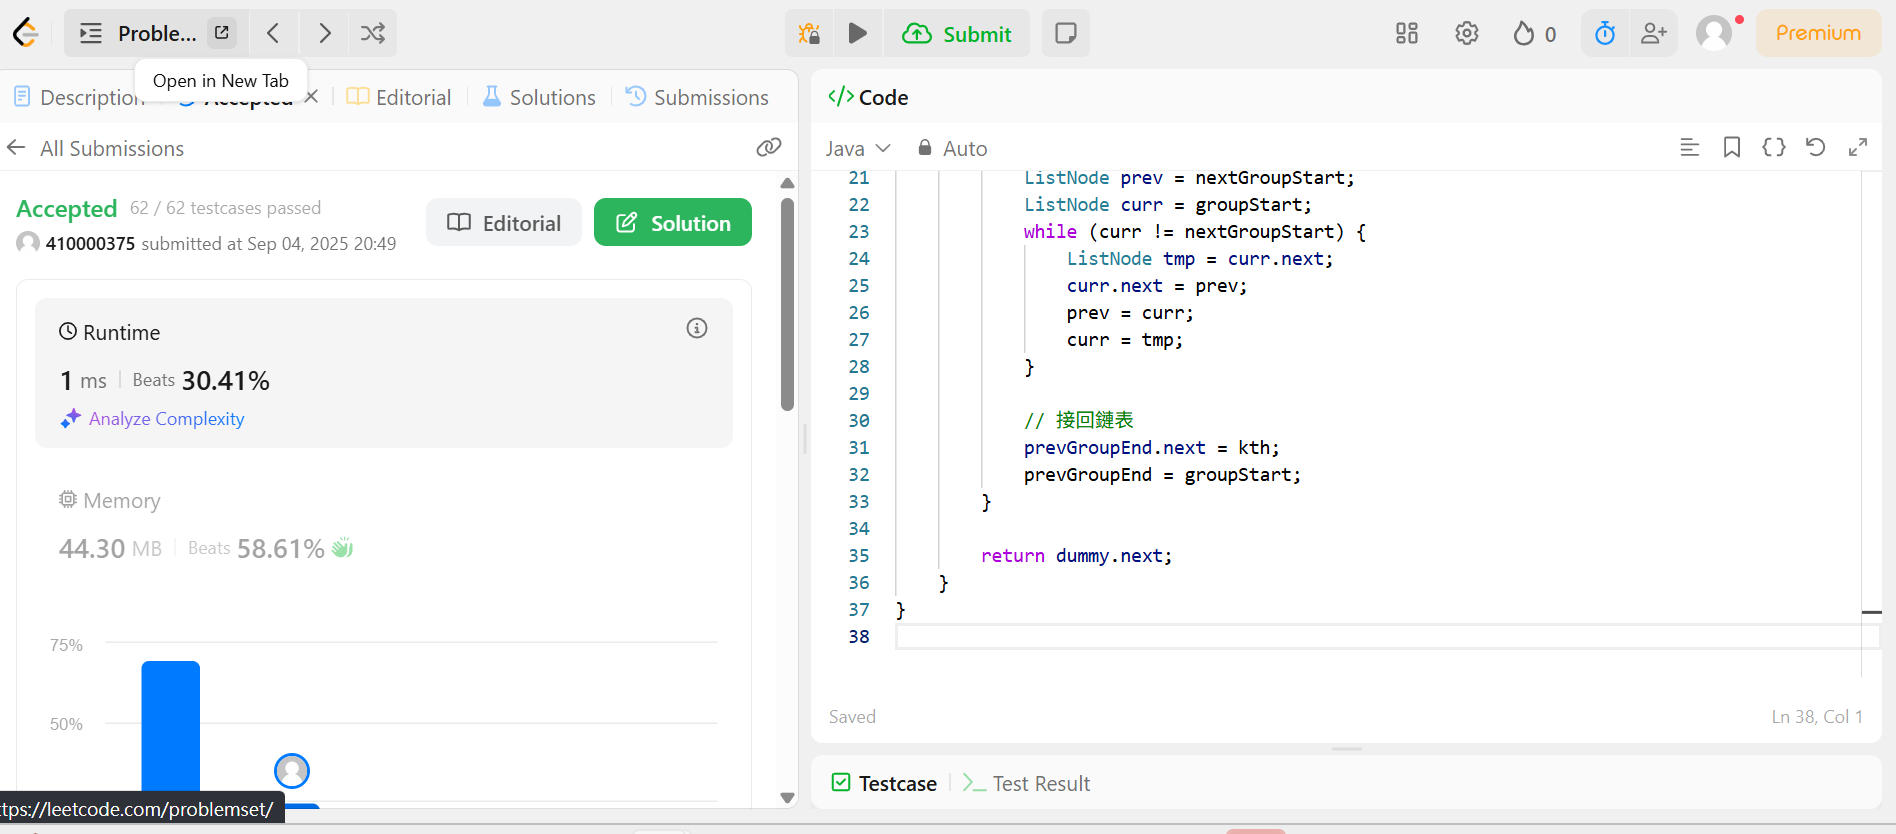 Proble...
Submit
0
Premium
Open in New Tab
Description
Accepted
Editorial
Solutions
Submissions
All Submissions
Accepted 62 / 62 testcases passed
410000375 submitted at Sep 04, 2025 20:49
Editorial
Solution
Runtime
1 ms
Beats 30.41%
Analyze Complexity
Memory
44.30 MB
Beats 58.61%
75%
50%
ttps://leetcode.com/problemset/
</> Code
Java
Auto
21 ListNode prev = nextGroupStart;
22 ListNode curr = groupStart;
23 while (curr != nextGroupStart) {
24 ListNode tmp = curr.next;
25 curr.next = prev;
26 prev = curr;
27 curr = tmp;
28 }
29
30 // 接回鏈表
31 prevGroupEnd.next = kth;
32 prevGroupEnd = groupStart;
33 }
34
35 return dummy.next;
36 }
37 }
38
Saved
Ln 38, Col 1
Testcase
Test Result